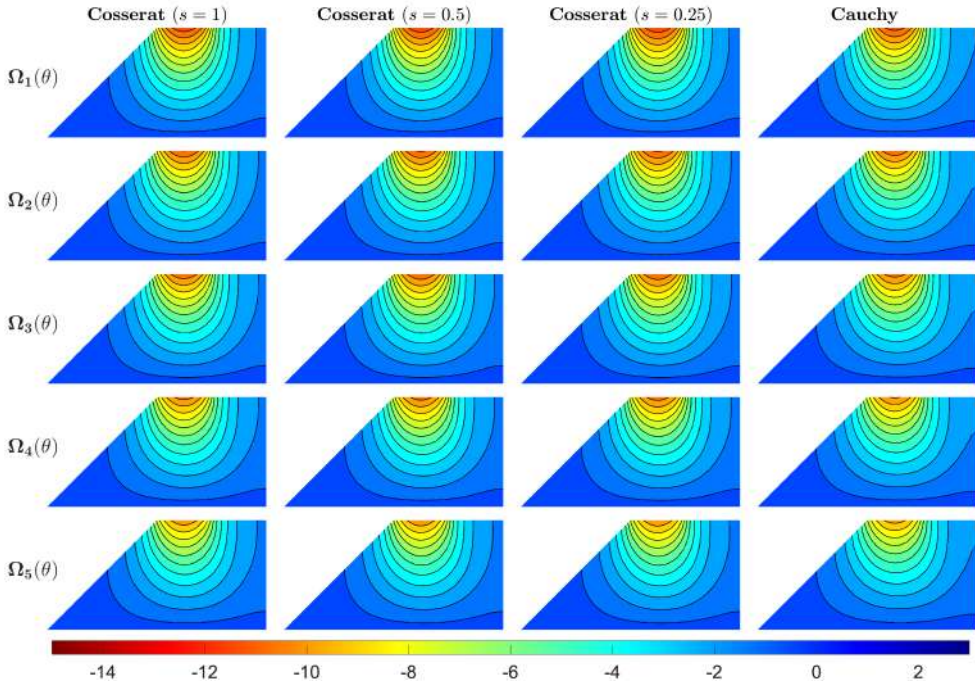 Cosserat (s = 1) Cosserat (s = 0.5) Cosserat (s = 0.25) Cauchy
Ω₁(θ)
Ω₂(θ)
Ω₃(θ)
Ω₄(θ)
Ω₅(θ)
-14 -12 -10 -8 -6 -4 -2 0 2